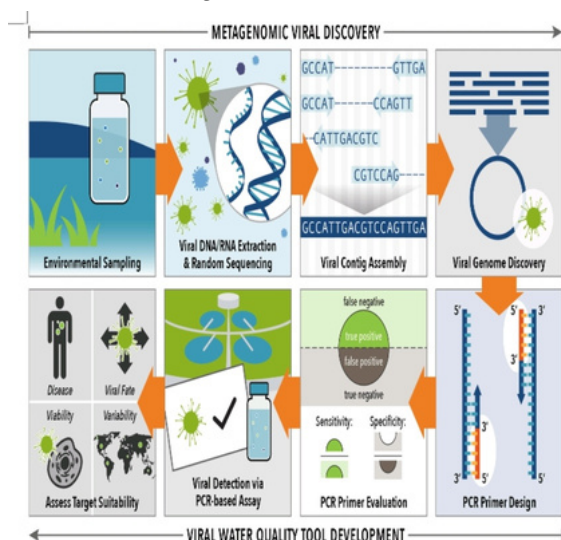 METAGENOMIC VIRAL DISCOVERY
Environmental Sampling
Viral DNA/RNA Extraction
& Random Sequencing
GCCAT---------GTTGA
GCCAT-----CCAGTT
--CATTGACGTC
CGTCCAG----
GCCATTGACGTCCAGTTGA
Viral Contig Assembly
Viral Genome Discovery
Disease
Viral Fate
Viability
Variability
Assess Target Suitability
Viral Detection via
PCR-based Assay
false negative
true positive
false positive
true negative
Sensitivity:
Specificity:
PCR Primer Evaluation
5'
5'
3'
3'
3'
3'
5'
3'
5'
PCR Primer Design
VIRAL WATER QUALITY TOOL DEVELOPMENT